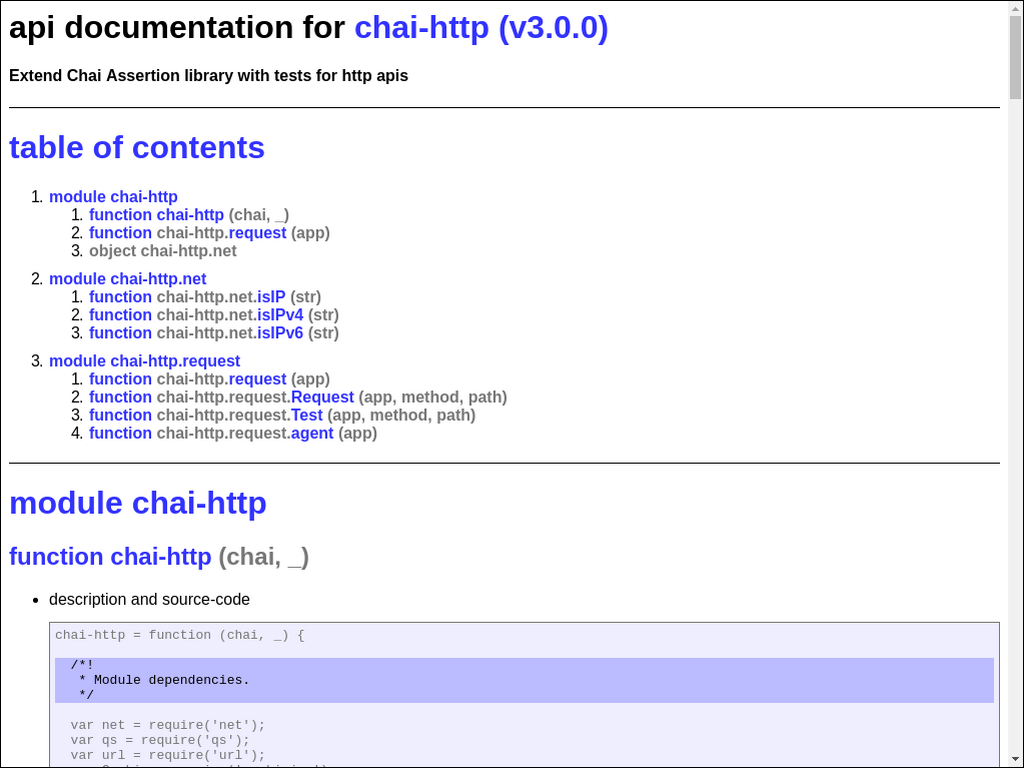 api documentation for chai-http (v3.0.0)
Extend Chai Assertion library with tests for http apis
table of contents
1. module chai-http
1. function chai-http (chai, _)
2. function chai-http.request (app)
3. object chai-http.net
2. module chai-http.net
1. function chai-http.net.isIP (str)
2. function chai-http.net.isIPv4 (str)
3. function chai-http.net.isIPv6 (str)
3. module chai-http.request
1. function chai-http.request (app)
2. function chai-http.request.Request (app, method, path)
3. function chai-http.request.Test (app, method, path)
4. function chai-http.request.agent (app)
module chai-http
function chai-http (chai, _)
• description and source-code
chai-http = function (chai, _) {
/*!
* Module dependencies.
*/
var net = require('net');
var qs = require('qs');
var url = require('url');